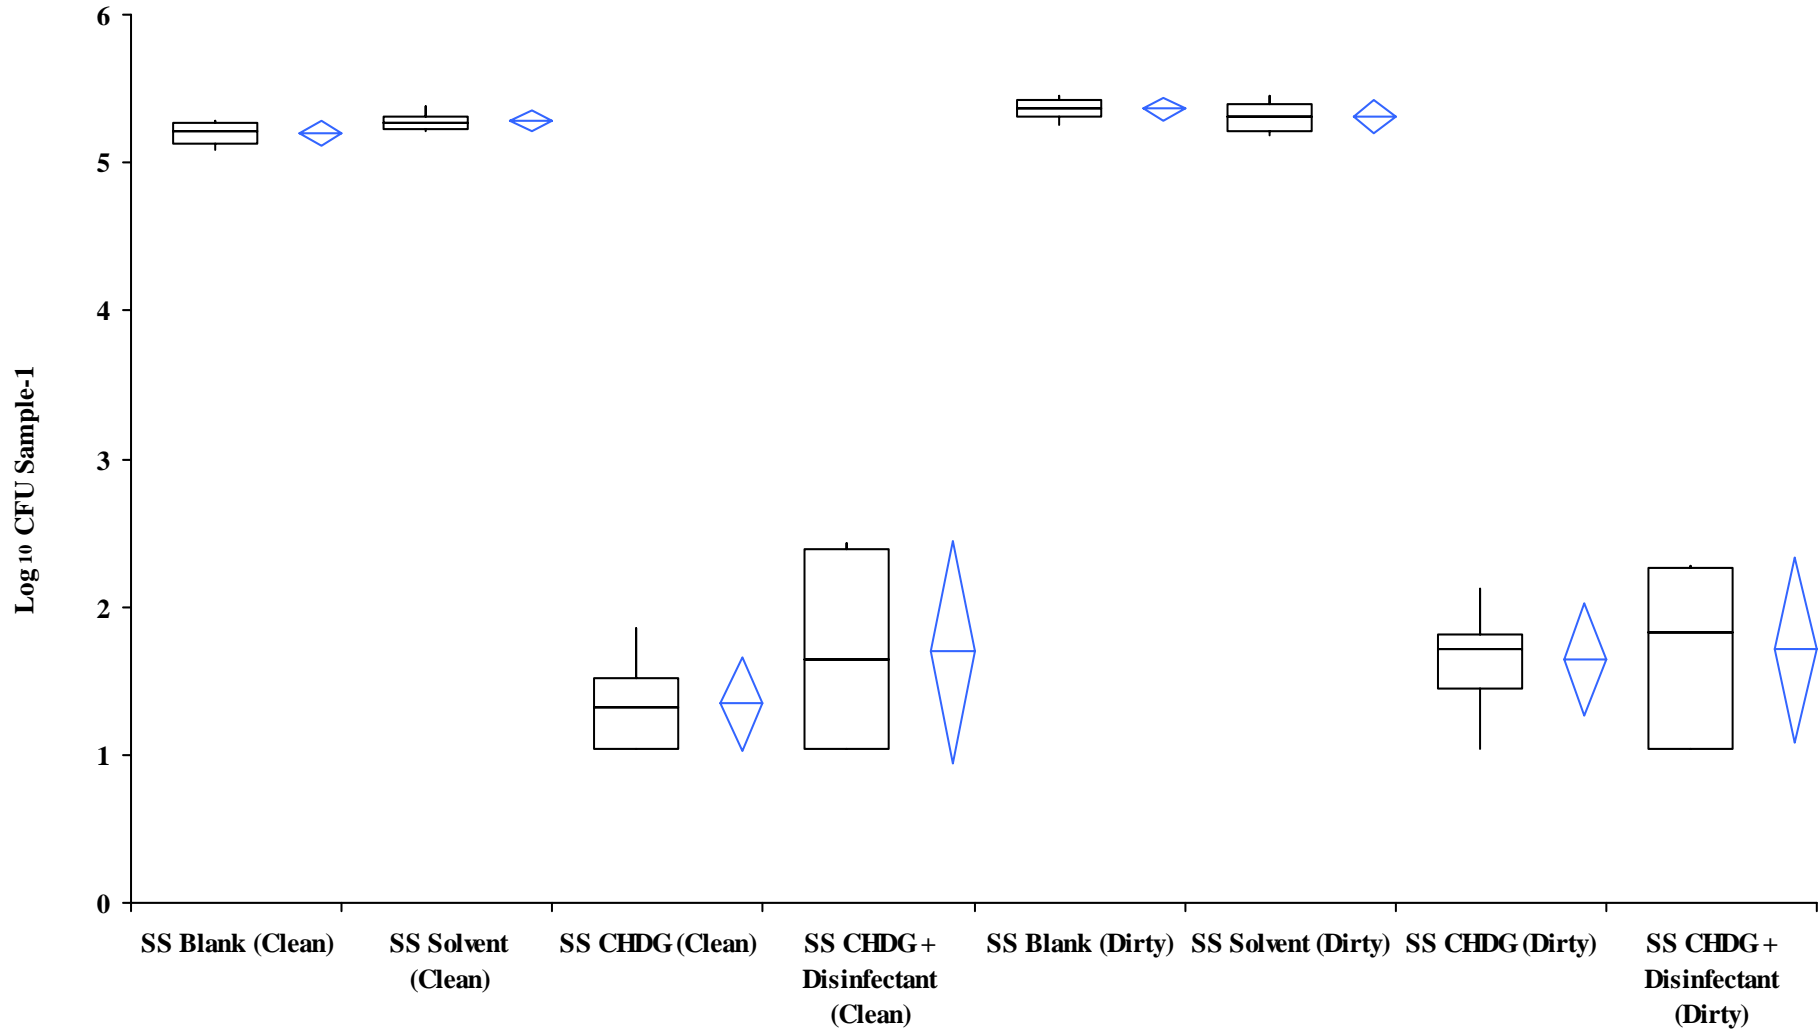 6
5
4
3
2
1
0
Log 10 CFU Sample-1
SS Blank (Clean)
SS Solvent
(Clean)
SS CHDG (Clean)
SS CHDG +
Disinfectant
(Clean)
SS Blank (Dirty)
SS Solvent (Dirty)
SS CHDG (Dirty)
SS CHDG +
Disinfectant
(Dirty)